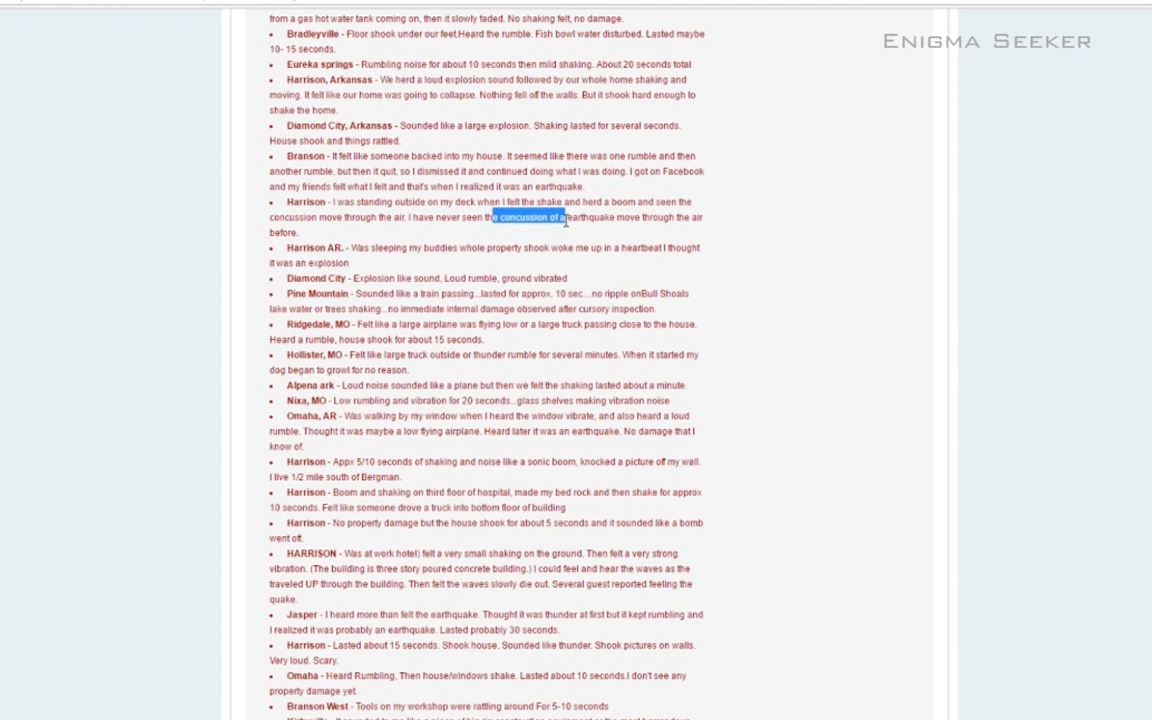 from a gas hot water tank coming on, then it slowly faded. No shaking felt, no damage.
ENIGMA SEEKER
• Bradleyville - Floor shook under our feet.Heard the rumble. Fish bowl water disturbed. Lasted maybe
10- 15 seconds.
• Eureka springs - Rumbling noise for about 10 seconds then mild shaking. About 20 seconds total
• Harrison, Arkansas - We herd a loud explosion sound followed by our whole home shaking and
moving. It felt like our home was going to collapse. Nothing fell off the walls. But it shook hard enough to
shake the home.
• Diamond City, Arkansas - Sounded like a large explosion. Shaking lasted for several seconds.
House shook and things rattled.
• Branson - It felt like someone backed into my house. It seemed like there was one rumble and then
another rumble, but then it quit, so I dismissed it and continued doing what I was doing. I got on Facebook
and my friends felt what I felt and that's when I realized it was an earthquake.
• Harrison - I was standing outside on my deck when I felt the shake and herd a boom and seen the
concussion move through the air. I have never seen the concussion of a earthquake move through the air
before.
• Harrison AR. - Was sleeping my buddies whole property shook woke me up in a heartbeat I thought
it was an explosion
• Diamond City - Explosion like sound, Loud rumble, ground vibrated
• Pine Mountain - Sounded like a train passing...lasted for approx. 10 sec....no ripple onBull Shoals
lake water or trees shaking...no immediate internal damage observed after cursory inspection.
• Ridgedale, MO - Felt like a large airplane was flying low or a large truck passing close to the house.
Heard a rumble, house shook for about 15 seconds.
• Hollister, MO - Felt like large truck outside or thunder rumble for several minutes. When it started my
dog began to growl for no reason.
• Alpena ark - Loud noise sounded like a plane but then we felt the shaking lasted about a minute.
• Nixa, MO - Low rumbling and vibration for 20 seconds...glass shelves making vibration noise
• Omaha, AR - Was walking by my window when I heard the window vibrate, and also heard a loud
rumble. Thought it was maybe a low flying airplane. Heard later it was an earthquake. No damage that I
know of.
• Harrison - Appx 5/10 seconds of shaking and noise like a sonic boom, knocked a picture off my wall.
I live 1/2 mile south of Bergman.
• Harrison - Boom and shaking on third floor of hospital, made my bed rock and then shake for approx
10 seconds. Felt like someone drove a truck into bottom floor of building
• Harrison - No property damage but the house shook for about 5 seconds and it sounded like a bomb
went off.
• HARRISON - Was at work hotel) felt a very small shaking on the ground. Then felt a very strong
vibration. (The building is three story poured concrete building.) I could feel and hear the waves as the
traveled UP through the building. Then felt the waves slowly die out. Several guest reported feeling the
quake.
• Jasper - I heard more than felt the earthquake. Thought it was thunder at first but it kept rumbling and
I realized it was probably an earthquake. Lasted probably 30 seconds.
• Harrison - Lasted about 15 seconds. Shook house. Sounded like thunder. Shook pictures on walls.
Very loud. Scary.
• Omaha - Heard Rumbling, Then house/windows shake. Lasted about 10 seconds.I don't see any
property damage yet.
• Branson West - Tools on my workshop were rattling around For 5-10 seconds